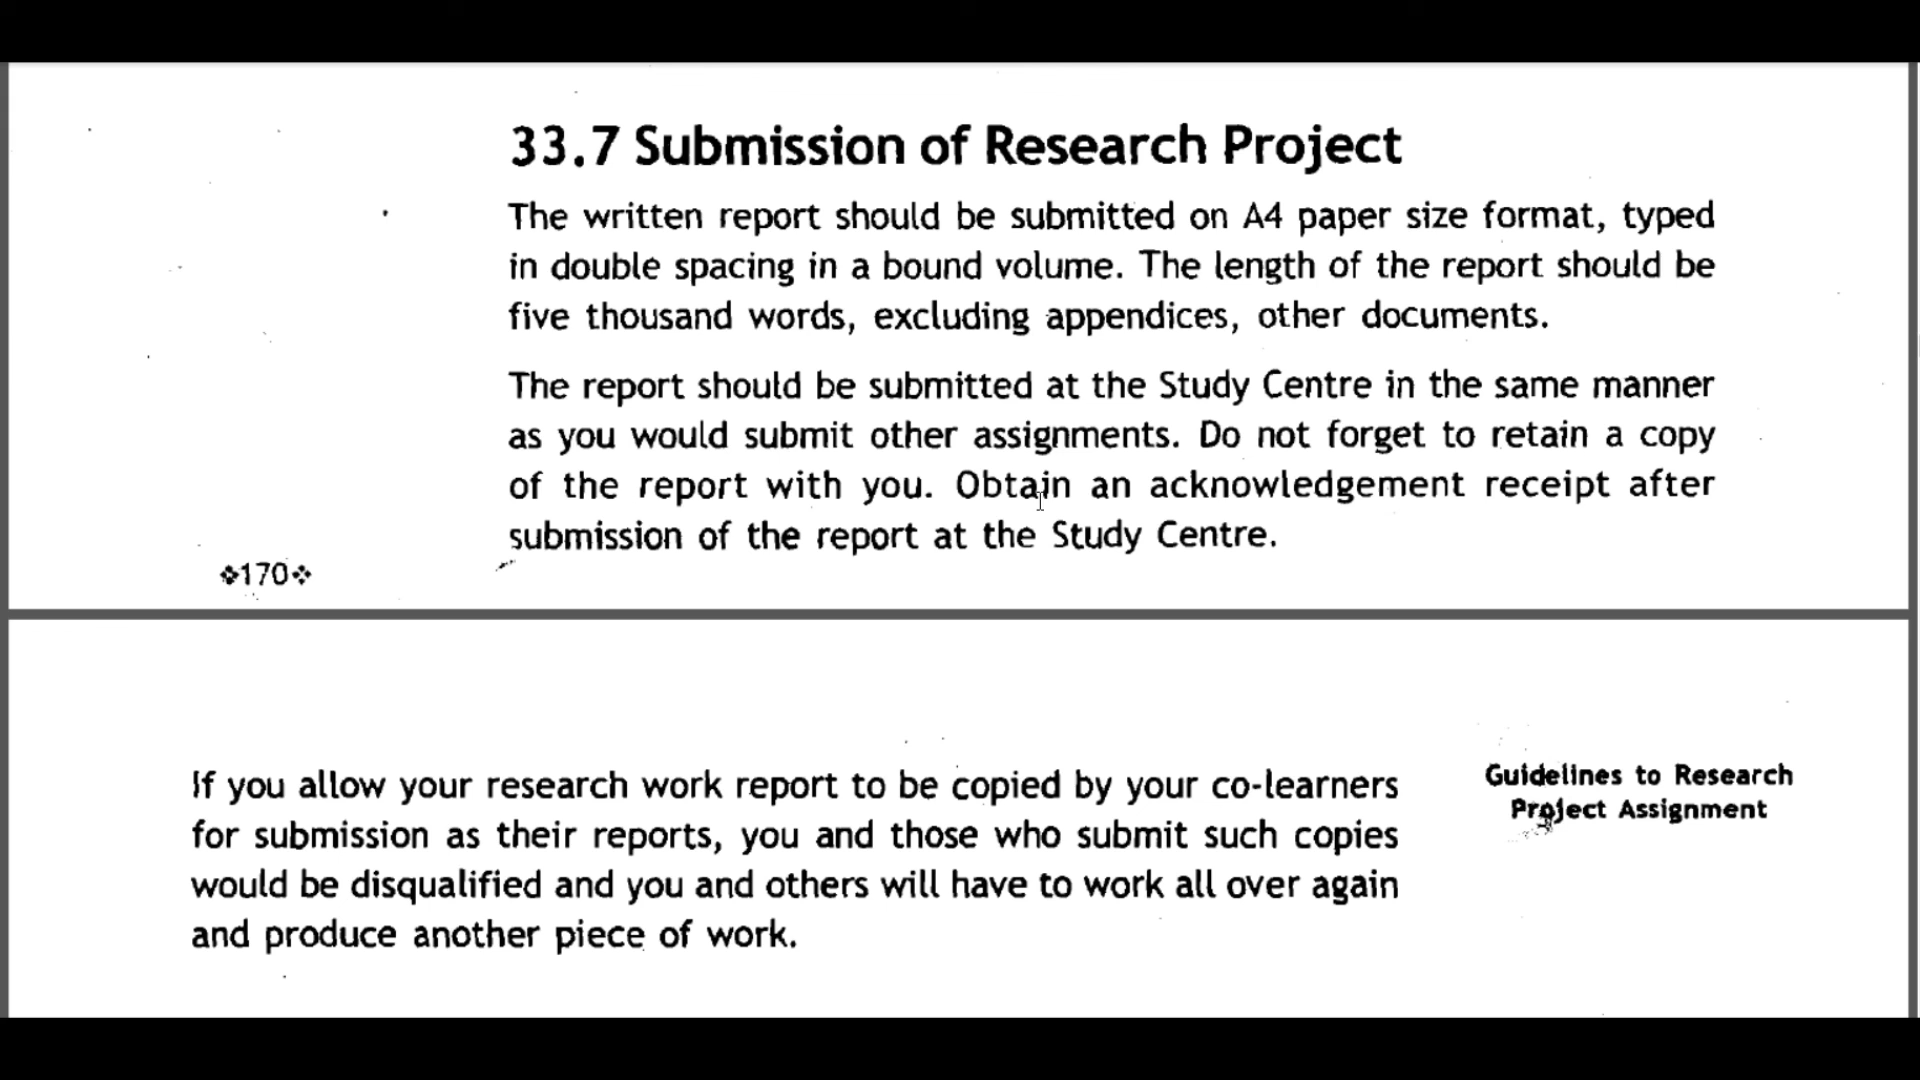 33.7 Submission of Research Project
The written report should be submitted on A4 paper size format, typed
in double spacing in a bound volume. The length of the report should be
five thousand words, excluding appendices, other documents.
The report should be submitted at the Study Centre in the same manner
as you would submit other assignments. Do not forget to retain a copy
of the report with you. Obtain an acknowledgement receipt after
submission of the report at the Study Centre.
❖170❖
If you allow your research work report to be copied by your co-learners
for submission as their reports, you and those who submit such copies
would be disqualified and you and others will have to work all over again
and produce another piece of work.
Guidelines to Research
Project Assignment